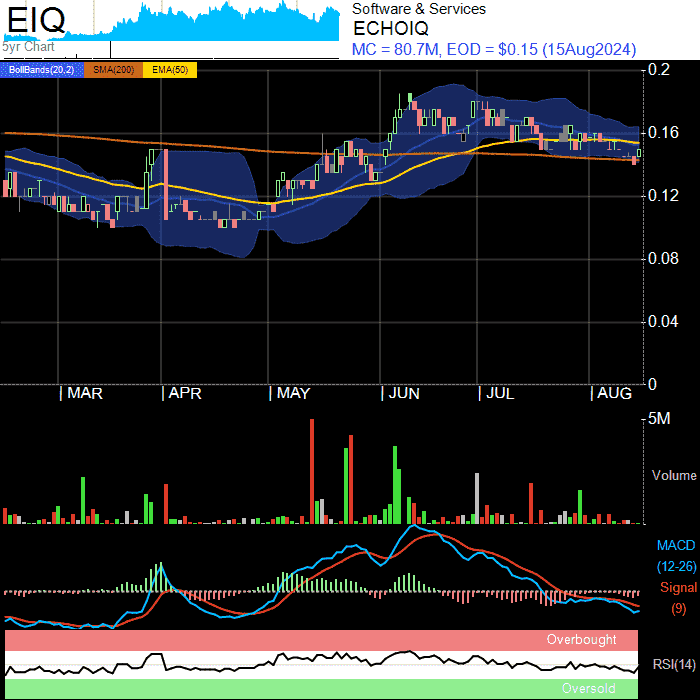 EIQ
5yr Chart
Software & Services
ECHOIQ
MC = 80.7M, EOD = $0.15 (15Aug2024)
BollBands(20,2) SMA(200) EMA(50)
0.2
0.16
0.12
0.08
0.04
0
MAR APR MAY JUN JUL AUG
5M
Volume
MACD
(12-26)
Signal
(9)
Overbought
RSI(14)
Oversold